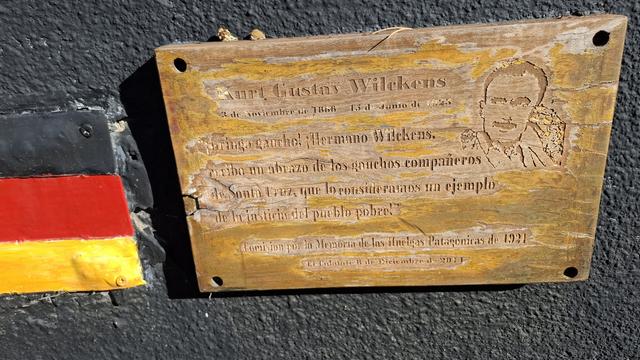 Kurt Gustav Wilckens
3 de noviembre de 1886 15 de Junio de 1923
¡Gringo gaucho! ¡Hermano Wilckens,
reciba un abrazo de los gauchos compañeros
de Santa Cruz, que lo consideramos un ejemplo
de la justicia del pueblo pobre!"
Comisión por la Memoria de las Huelgas Patagónicas de 1921
El Calafate 8 de Diciembre de 2021